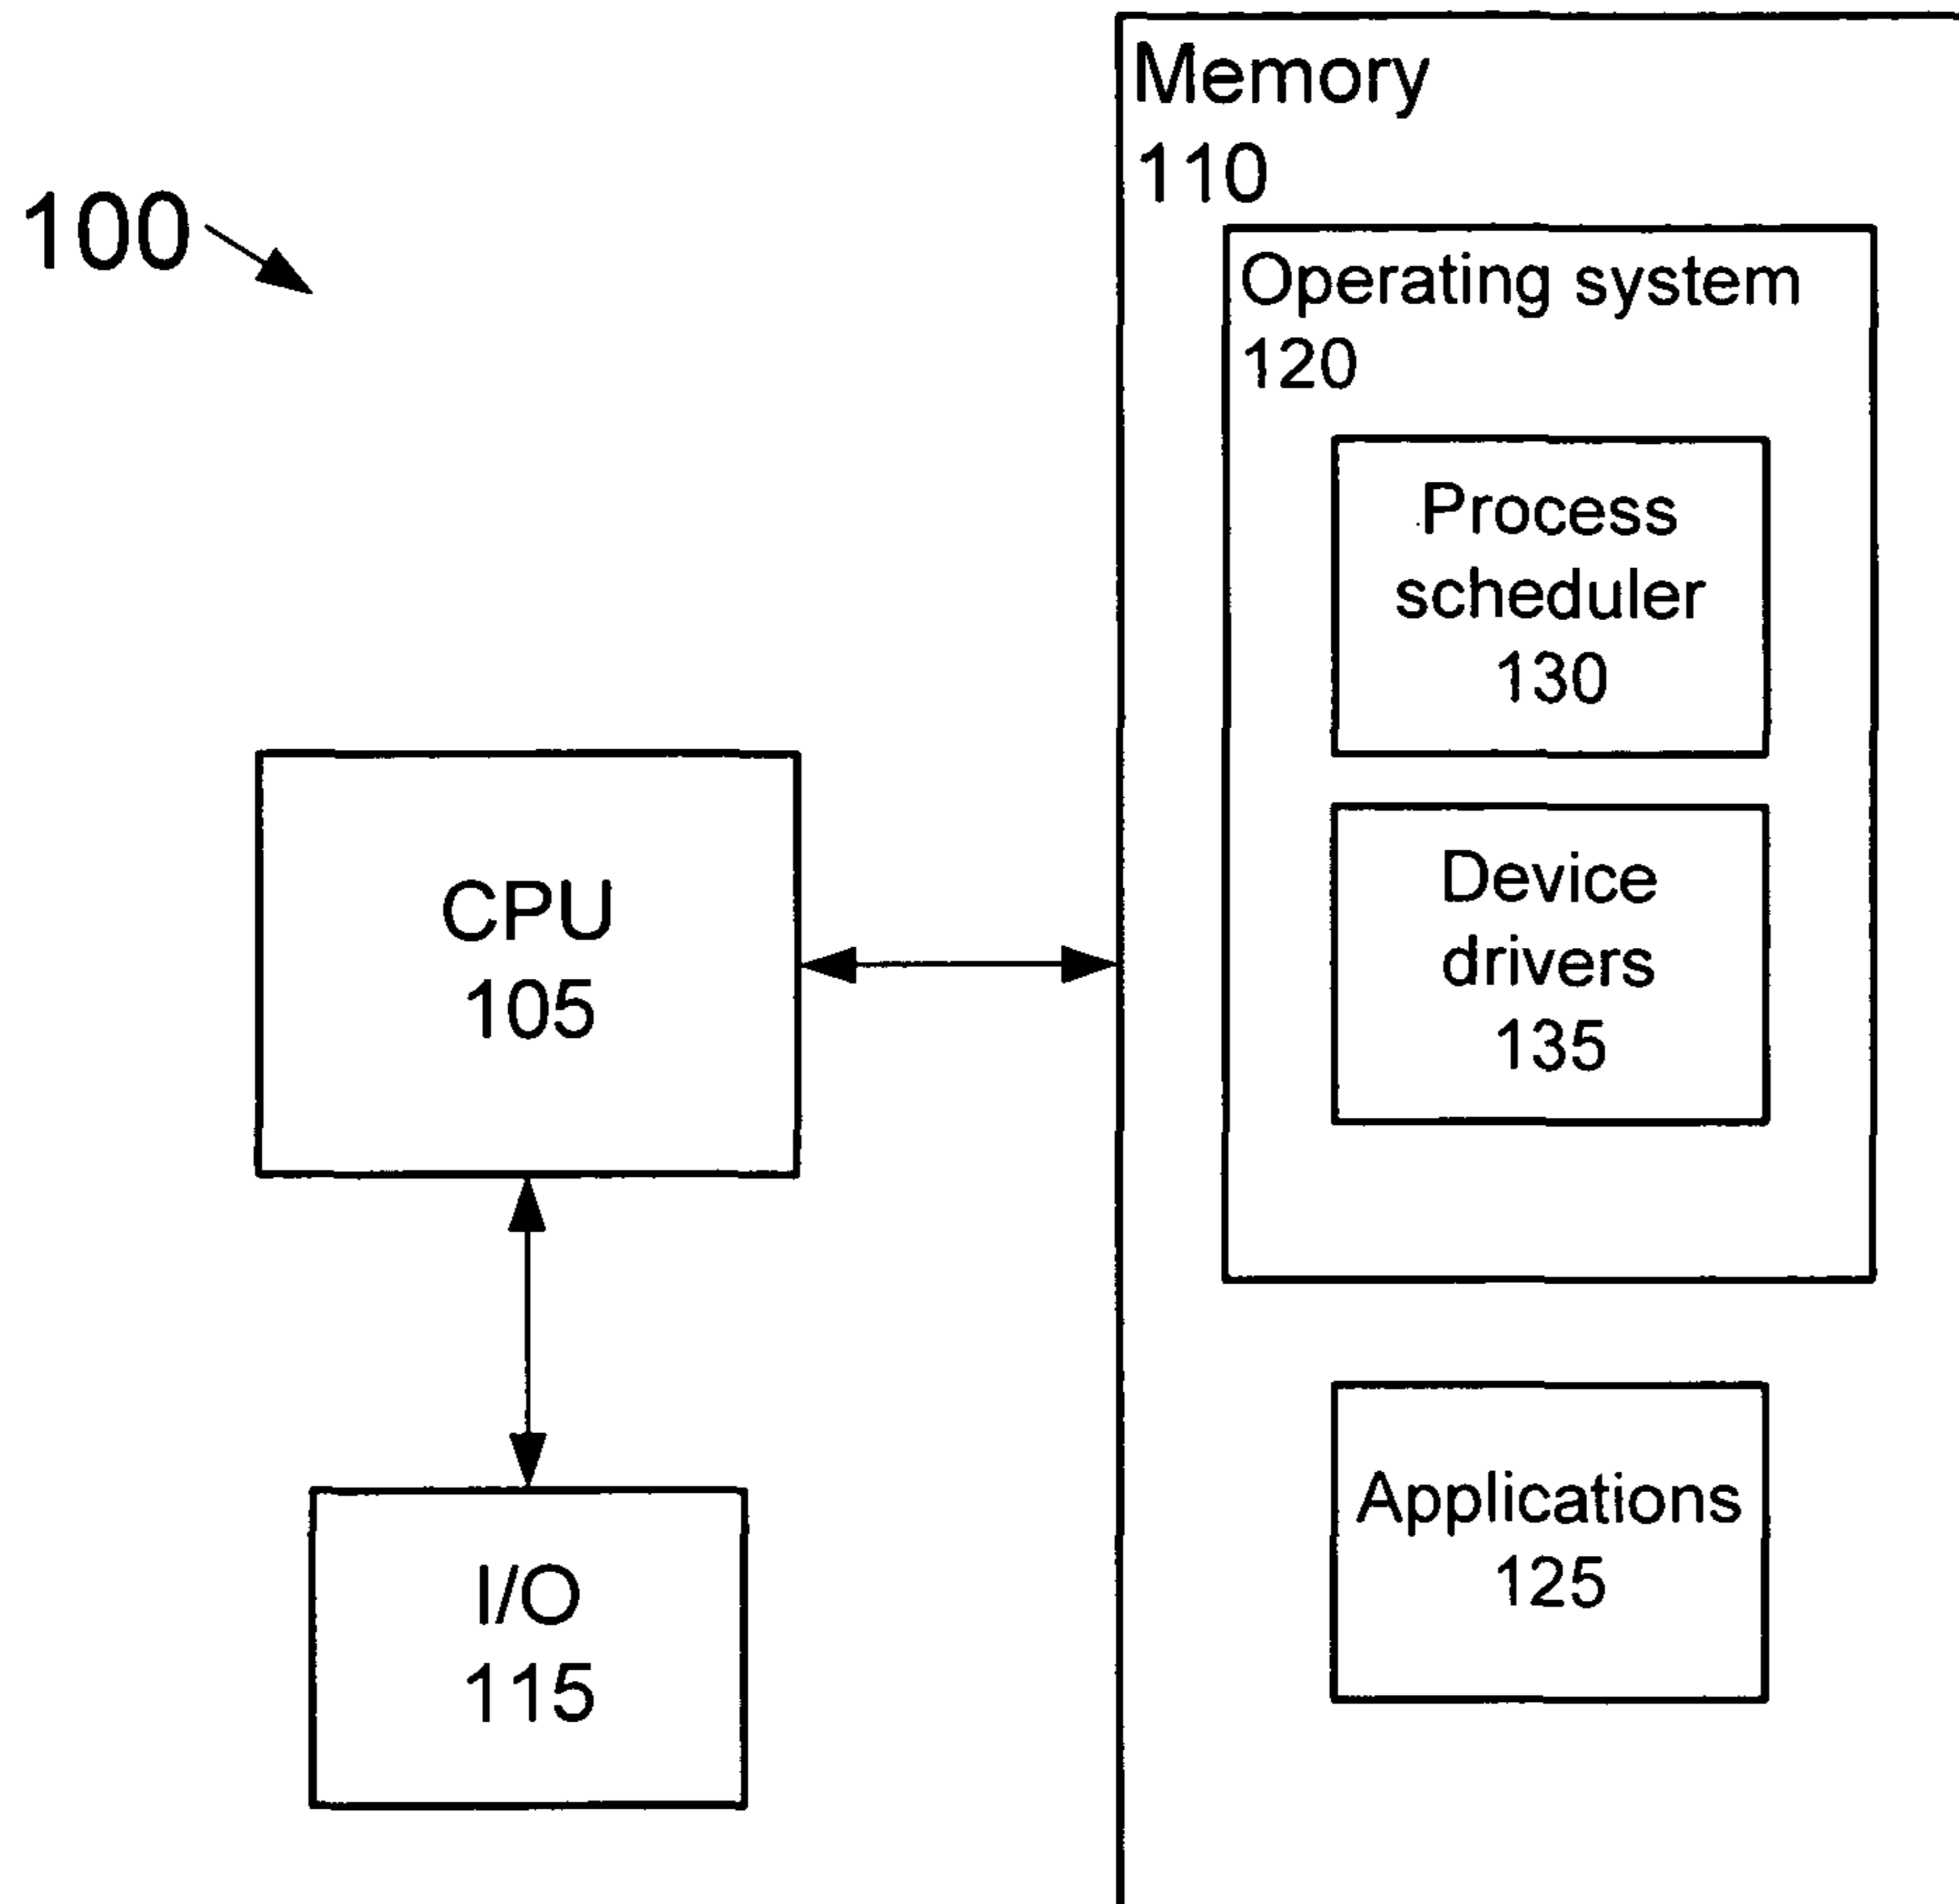 100
Memory
110
Operating system
120
Process
scheduler
130
Device
drivers
135
CPU
105
I/O
115
Applications
125